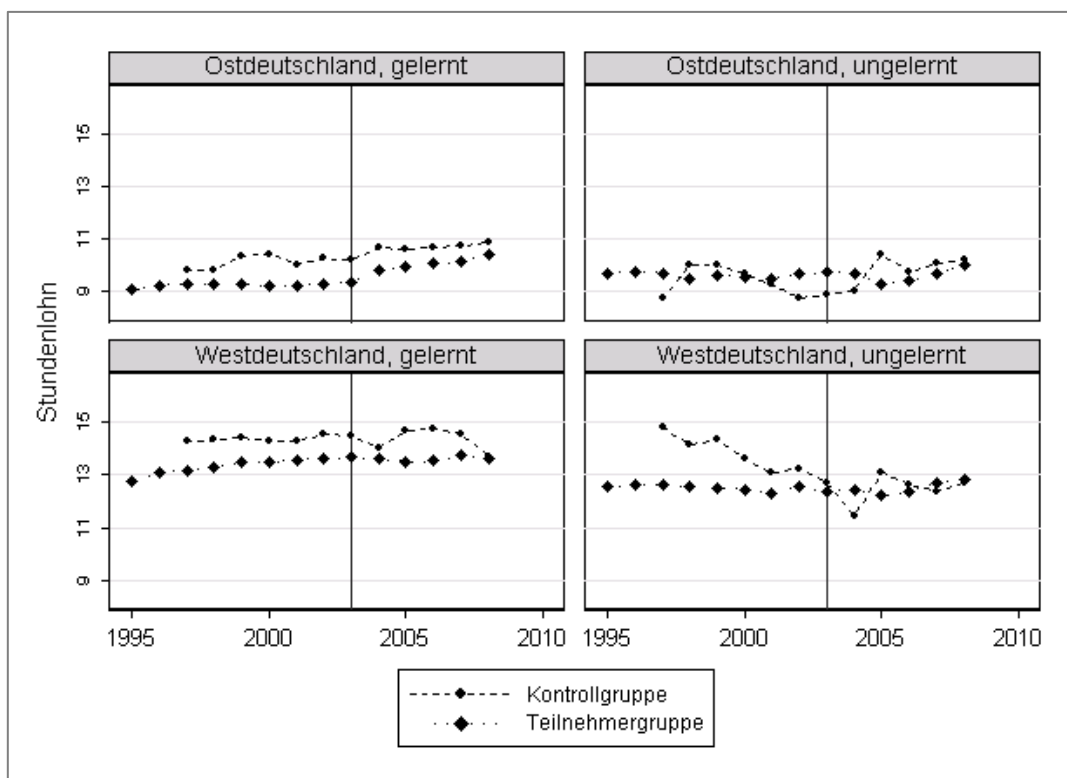 Ostdeutschland, gelernt
Ostdeutschland, ungelernt
15
13
11
9
Westdeutschland, gelernt
Westdeutschland, ungelernt
15
13
11
9
Stundenlohn
1995 2000 2005 2010
1995 2000 2005 2010
Kontrollgruppe
Teilnehmergruppe